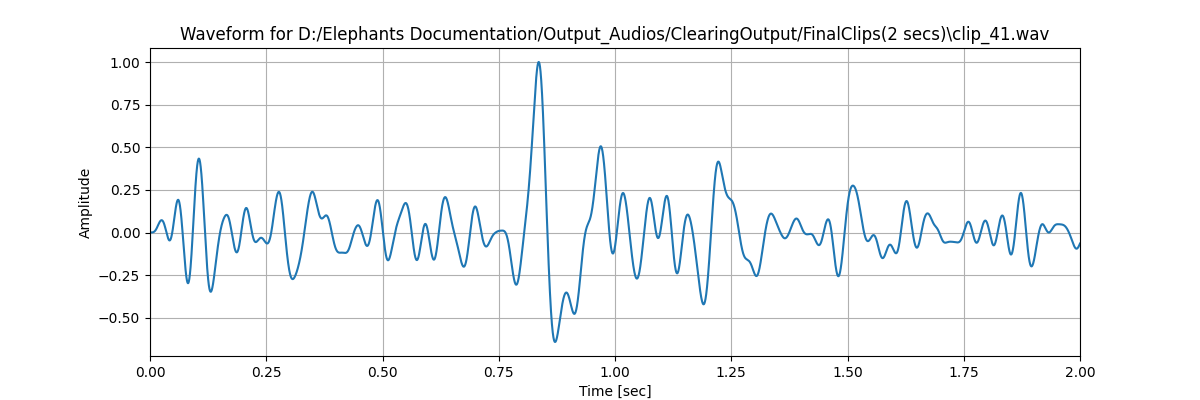 Waveform for D:/Elephants Documentation/Output_Audios/ClearingOutput/FinalClips(2 secs)\clip_41.wav
1.00
0.75
0.50
0.25
0.00
−0.25
−0.50
Amplitude
0.00 0.25 0.50 0.75 1.00 1.25 1.50 1.75 2.00
Time [sec]